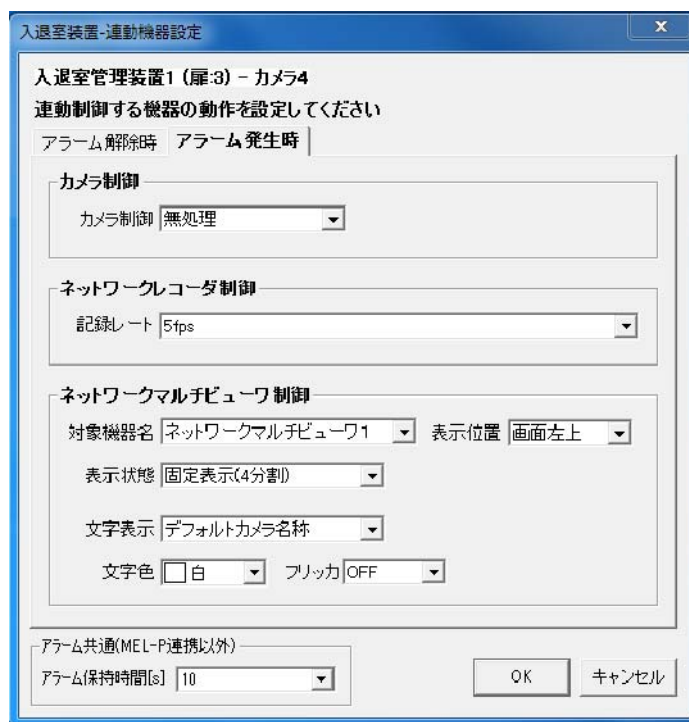 入退室装置-連動機器設定
x
入退室管理装置1 (扉:3) - カメラ4
連動制御する機器の動作を設定してください
アラーム解除時 アラーム発生時
カメラ制御
カメラ制御 無処理
ネットワークレコーダ制御
記録レート 5fps
ネットワークマルチビューワ制御
対象機器名 ネットワークマルチビューワ1 表示位置 画面左上
表示状態 固定表示(4分割)
文字表示 デフォルトカメラ名称
文字色 白 フリッカ OFF
アラーム共通(MEL-P連携以外)
アラーム保持時間[s] 10
OK キャンセル